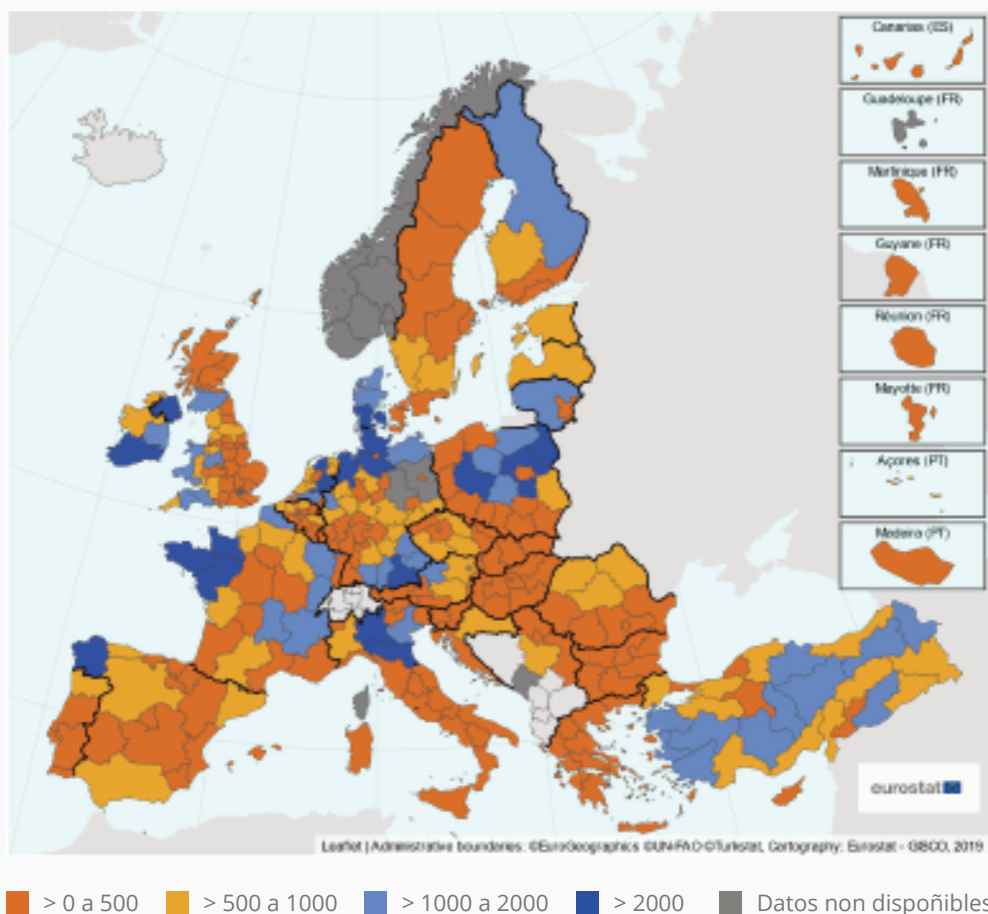 Canarias (ES)
Guadeloupe (FR)
Martinique (FR)
Guyane (FR)
Réunion (FR)
Mayotte (FR)
Açores (PT)
Madeira (PT)
eurostat
Leaflet | Administrative boundaries: ©EuroGeographics ©UN-FAO ©Turkstat, Cartography: Eurostat - GISCO, 2019
> 0 a 500 > 500 a 1000 > 1000 a 2000 > 2000 Datos non dispoñibles